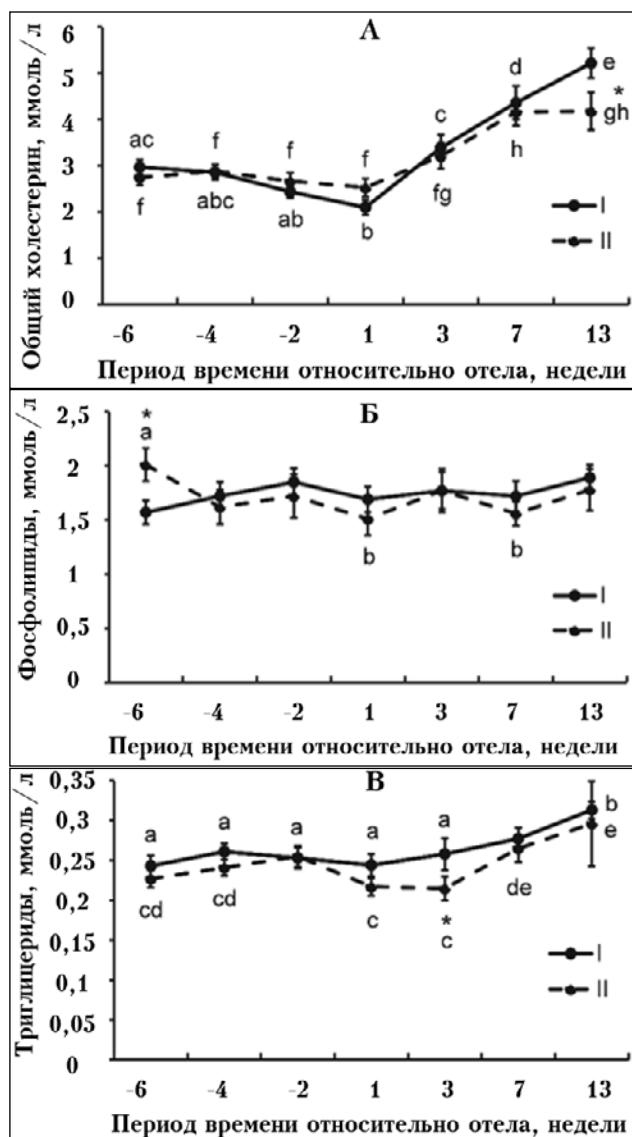 А
Общий холестерин, ммоль/л
6
5
4
3
2
1
0
ac
f
f
f
c
d
e
*
gh
f
abc
ab
b
fg
h
I
II
-6
-4
-2
1
3
7
13
Период времени относительно отела, недели
Б
Фосфолипиды, ммоль/л
2,5
2
1,5
1
0,5
0
*
a
b
b
I
II
-6
-4
-2
1
3
7
13
Период времени относительно отела, недели
В
Триглицериды, ммоль/л
0,35
0,3
0,25
0,2
0,15
0,1
0,05
0
a
a
a
a
a
b
e
cd
cd
c
*
c
de
I
II
-6
-4
-2
1
3
7
13
Период времени относительно отела, недели